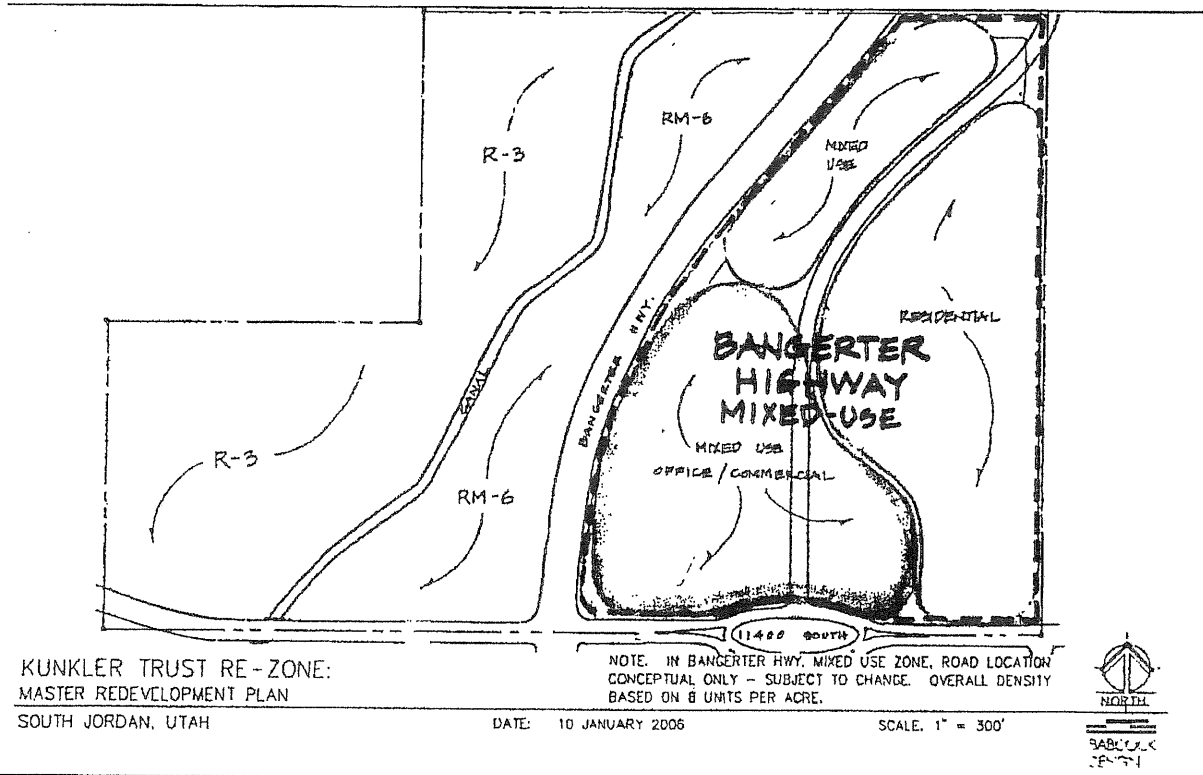 R-3
RM-6
MIXED
USE
RESIDENTIAL
BANGERTER HWY.
BANGERTER
HIGHWAY
MIXED-USE
MIXED USE
OFFICE/COMMERCIAL
CANAL
R-3
RM-6
11400 SOUTH
KUNKLER TRUST RE-ZONE:
MASTER REDEVELOPMENT PLAN
SOUTH JORDAN, UTAH
NOTE. IN BANGERTER HWY. MIXED USE ZONE, ROAD LOCATION
CONCEPTUAL ONLY - SUBJECT TO CHANGE. OVERALL DENSITY
BASED ON 8 UNITS PER ACRE.
DATE: 10 JANUARY 2006
SCALE. 1" = 300'
NORTH